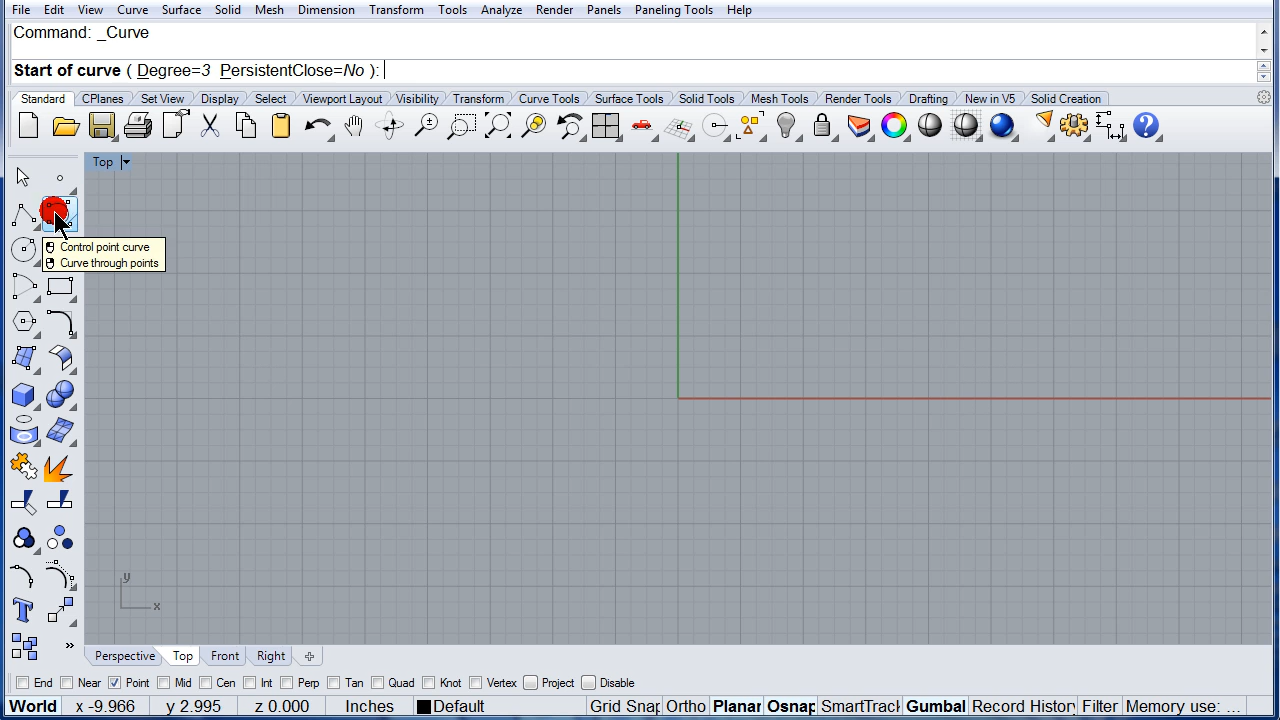 File Edit View Curve Surface Solid Mesh Dimension Transform Tools Analyze Render Panels Paneling Tools Help
Command: _Curve
Start of curve ( Degree=3 PersistentClose=No ):
Standard CPlanes Set View Display Select Viewport Layout Visibility Transform Curve Tools Surface Tools Solid Tools Mesh Tools Render Tools Drafting New in V5 Solid Creation
Top
Control point curve
Curve through points
y
x
Perspective Top Front Right
End Near Point Mid Cen Int Perp Tan Quad Knot Vertex Project Disable
World x -9.966 y 2.995 z 0.000 Inches Default Grid Snap Ortho Planar Osnap SmartTrack Gumbal Record History Filter Memory use: ...